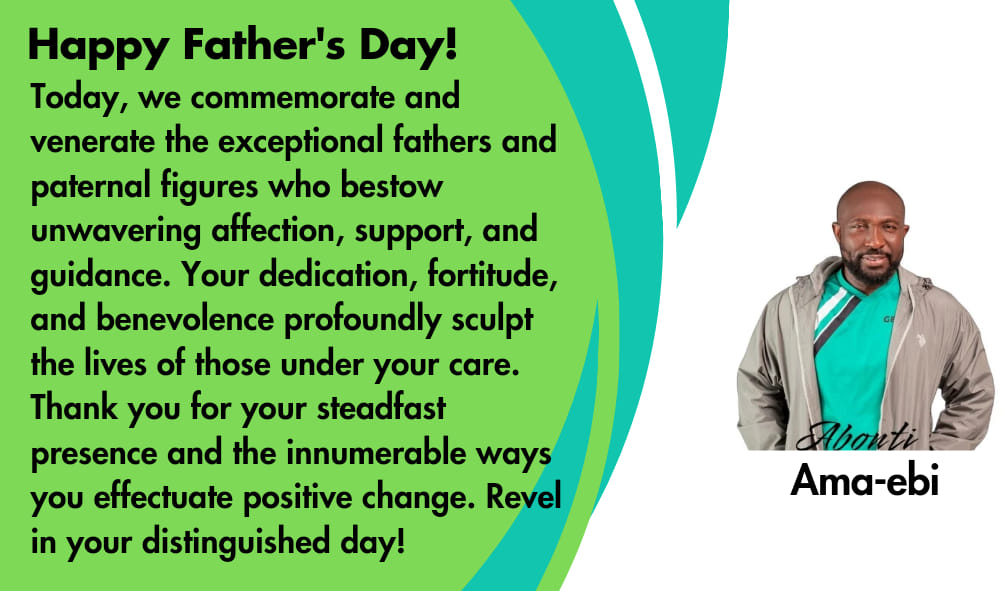 Happy Father's Day!
Today, we commemorate and
venerate the exceptional fathers and
paternal figures who bestow
unwavering affection, support, and
guidance. Your dedication, fortitude,
and benevolence profoundly sculpt
the lives of those under your care.
Thank you for your steadfast
presence and the innumerable ways
you effectuate positive change. Revel
in your distinguished day!
Abonti
Ama-ebi